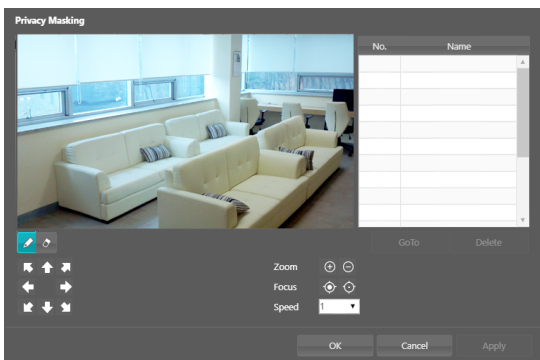 Privacy Masking
No. Name
GoTo Delete
Zoom
Focus
Speed 1
OK Cancel Apply